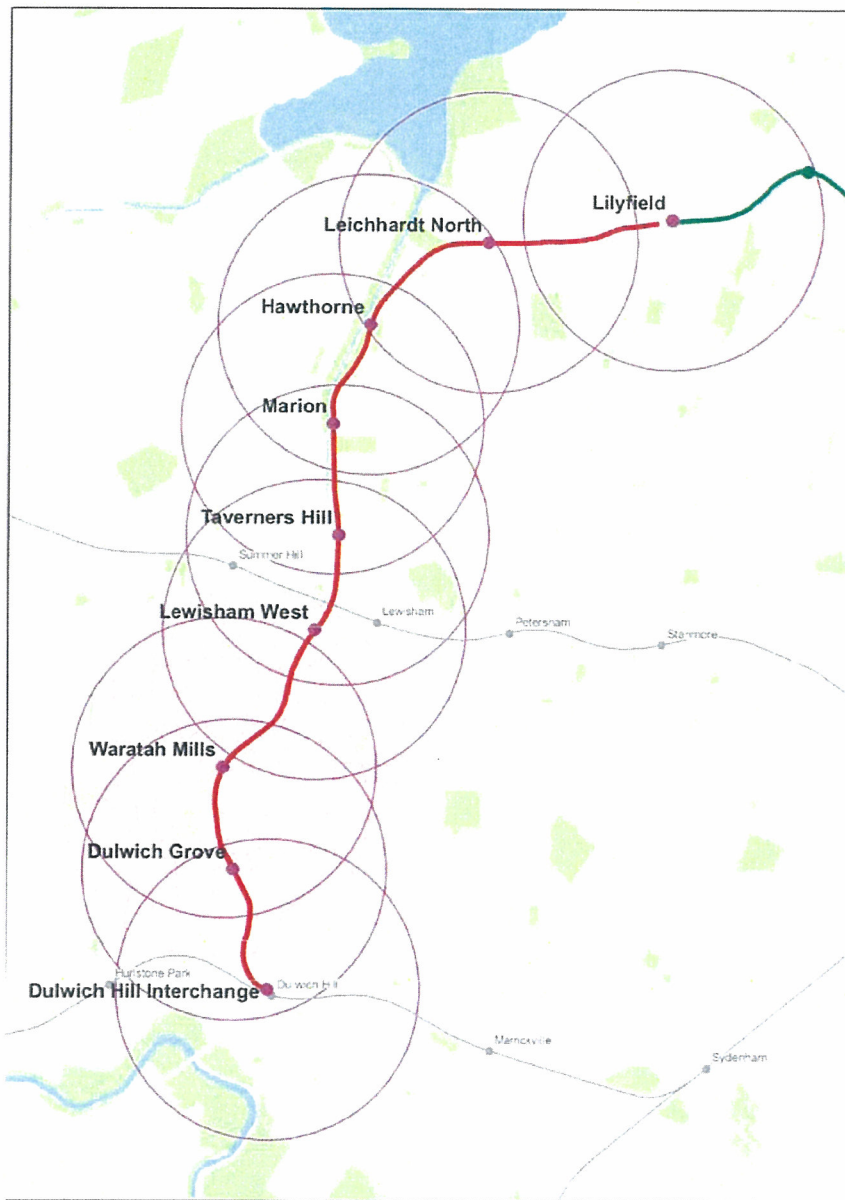 Lilyfield
Leichhardt North
Hawthorne
Marion
Taverners Hill
Summer Hill
Lewisham West
Lewisham
Petersham
Stanmore
Waratah Mills
Dulwich Grove
Hurlstone Park
Dulwich Hill
Dulwich Hill Interchange
Marrickville
Sydenham